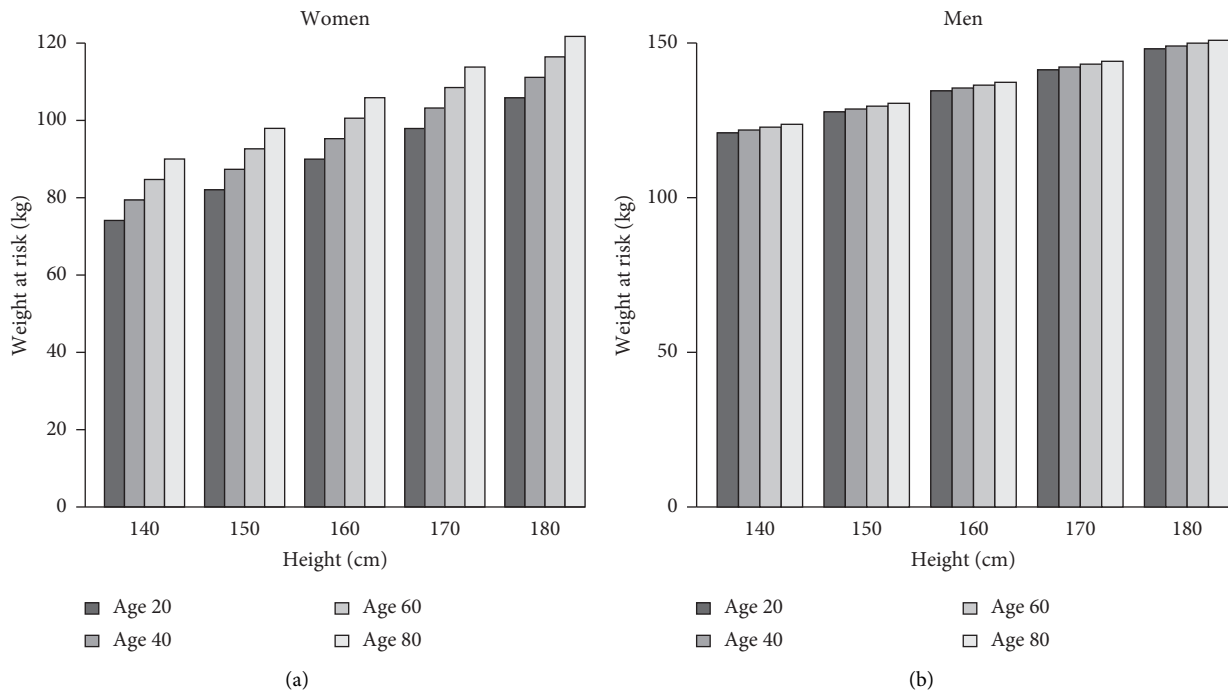 Women
Weight at risk (kg)
120
100
80
60
40
20
0
140 150 160 170 180
Height (cm)
Age 20 Age 60
Age 40 Age 80
(a)
Men
Weight at risk (kg)
150
100
50
0
140 150 160 170 180
Height (cm)
Age 20 Age 60
Age 40 Age 80
(b)